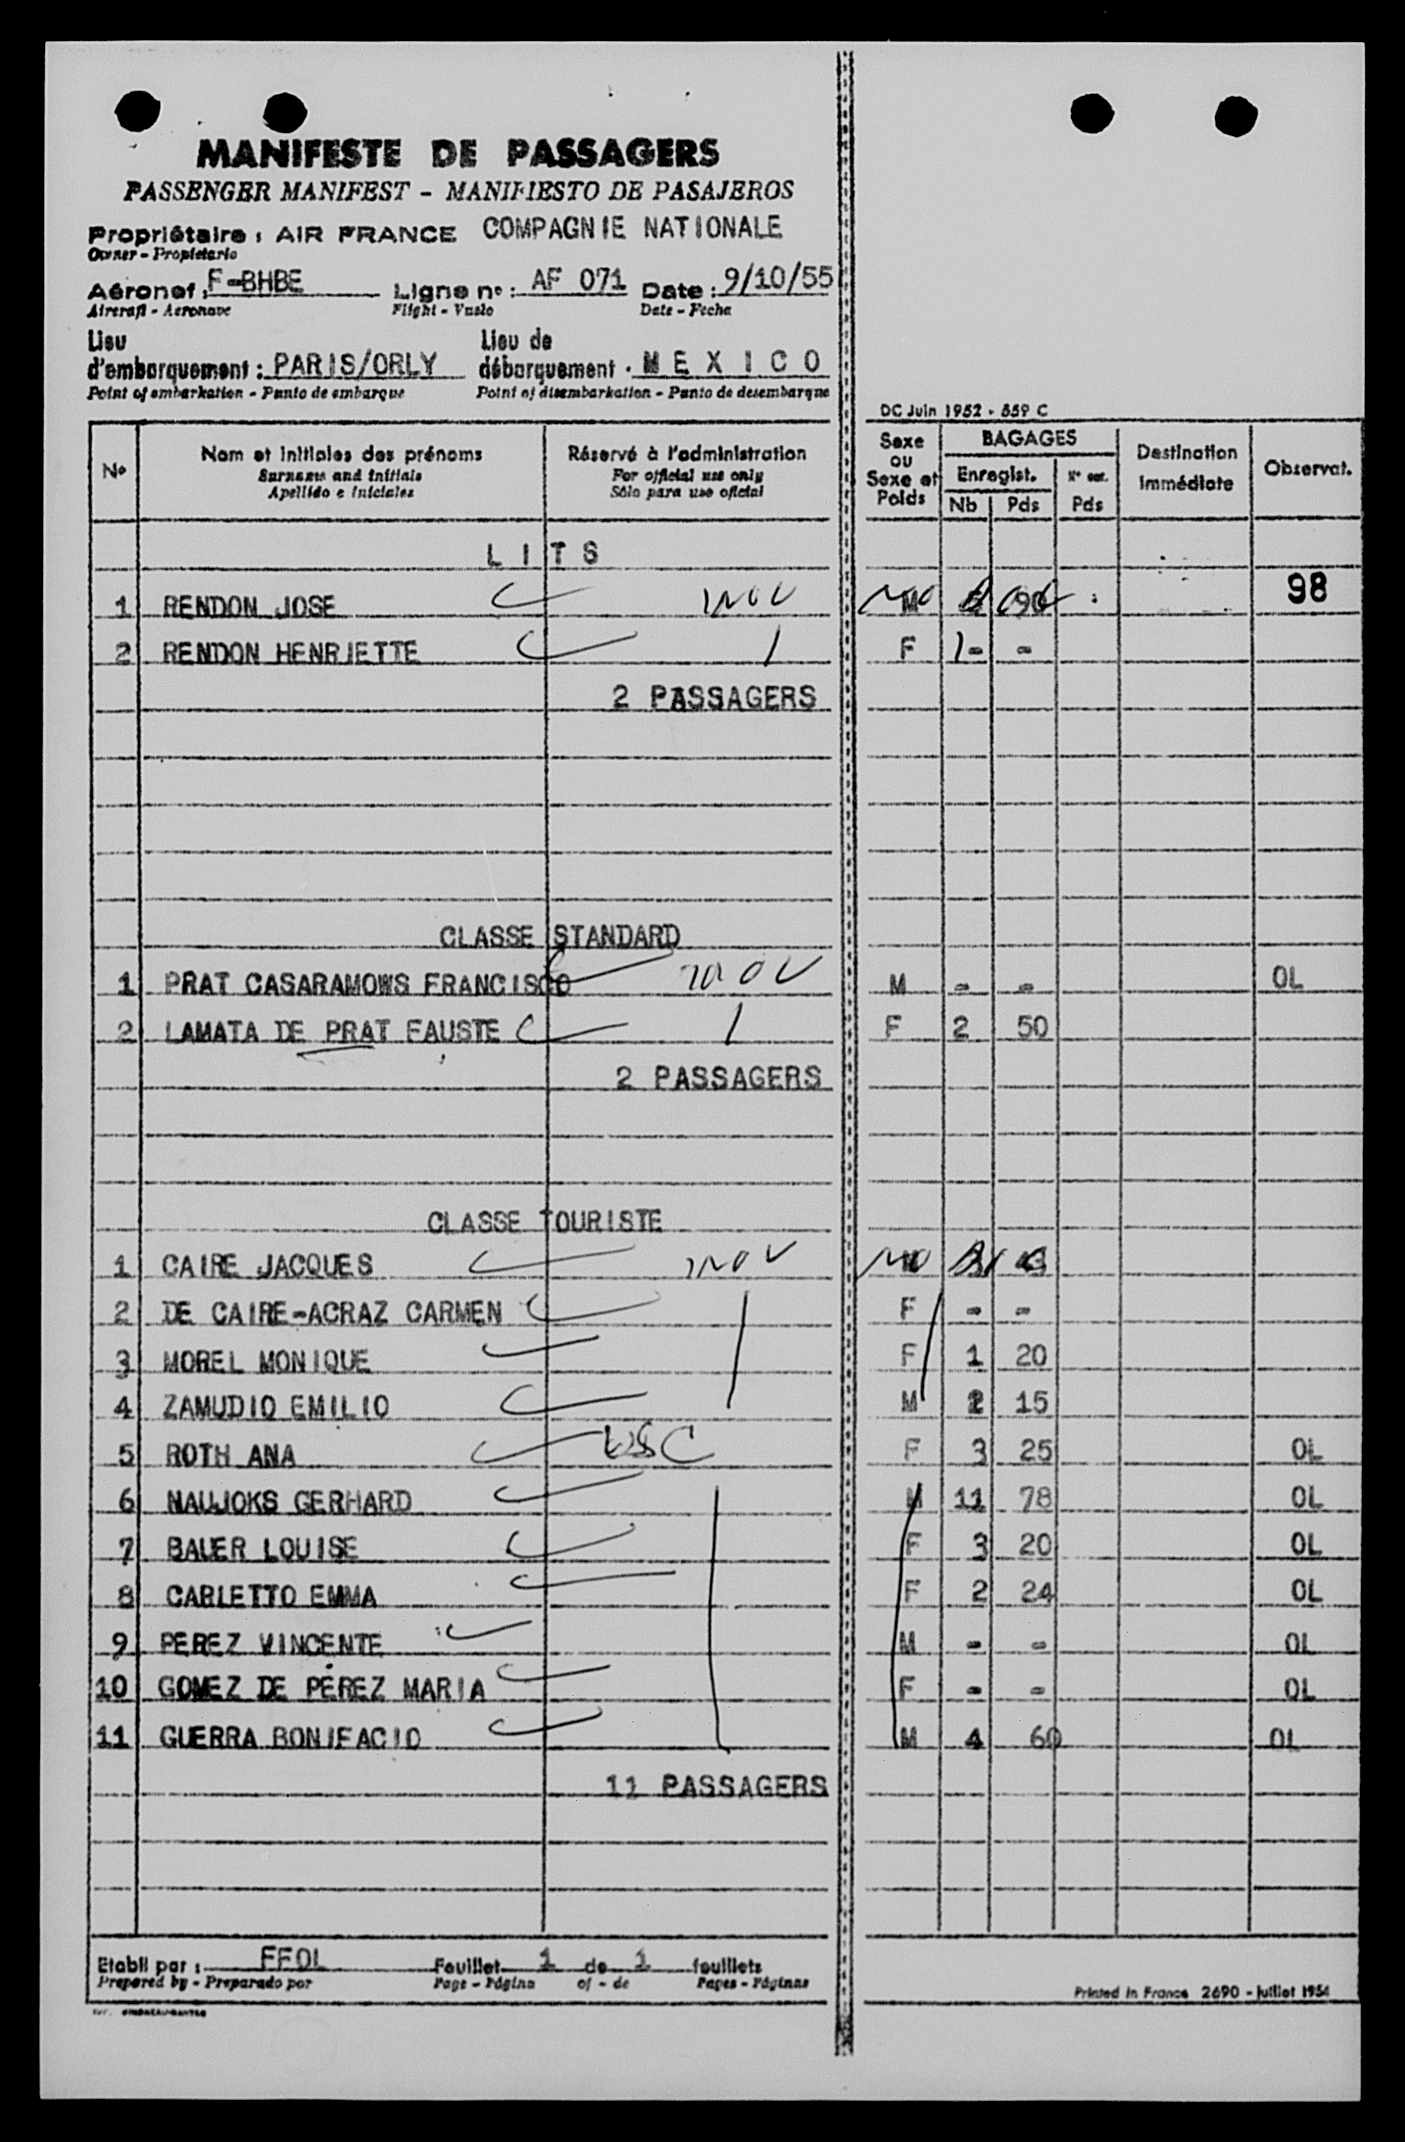 MANIFESTE DE PASSAGERS
PASSENGER MANIFEST - MANIFIESTO DE PASAJEROS
Propriétaire : AIR FRANCE COMPAGNIE NATIONALE
Owner - Propietario
Aéronef : F-BHBE Ligne n° : AF 071 Date : 9/10/55
Aircraft - Aeronave Flight - Vuelo Date - Fecha
Lieu d'embarquement : PARIS/ORLY Lieu de débarquement : MEXICO
Point of embarkation - Punto de embarque Point of disembarkation - Punto de desembarque
DC Juin 1952 - 559 C
N° Nom et initiales des prénoms Réservé à l'administration Sexe ou Sexe et Poids BAGAGES Destination immédiate Observat.
Surname and initials For official use only Enregist.
Apellido e iniciales Sólo para uso oficial Nb Pds Pds
L I T S
1 RENDON JOSE M 98
2 RENDON HENRIETTE F 1 - -
2 PASSAGERS
CLASSE STANDARD
1 PRAT CASARAMOWS FRANCISCO M - - OL
2 LAMATA DE PRAT FAUSTE F 2 50
2 PASSAGERS
CLASSE TOURISTE
1 CAIRE JACQUES
2 DE CAIRE-ACRAZ CARMEN F - -
3 MOREL MONIQUE F 1 20
4 ZAMUDIO EMILIO M 2 15
5 ROTH ANA USC F 3 25 OL
6 NAUJOKS GERHARD M 11 78 OL
7 BAUER LOUISE F 3 20 OL
8 CARLETTO EMMA F 2 24 OL
9 PEREZ VINCENTE M - - OL
10 GOMEZ DE PEREZ MARIA F - - OL
11 GUERRA BONIFACIO M 4 60 OL
11 PASSAGERS
Etabli par : FFOL Feuillet 1 de 1 feuillets
Prepared by - Preparado por Page - Página of - de Pages - Páginas
Printed in France 2690 - Juillet 1954